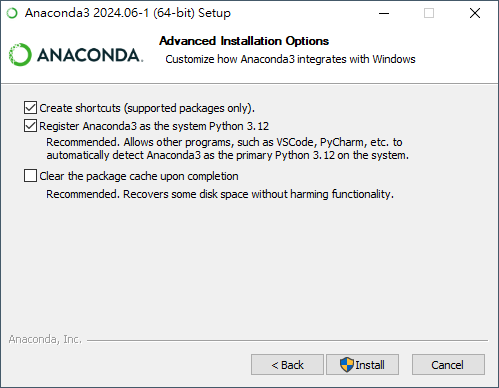 Anaconda3 2024.06-1 (64-bit) Setup
ANACONDA.
Advanced Installation Options
Customize how Anaconda3 integrates with Windows
Create shortcuts (supported packages only).
Register Anaconda3 as the system Python 3.12
Recommended. Allows other programs, such as VSCode, PyCharm, etc. to
automatically detect Anaconda3 as the primary Python 3.12 on the system.
Clear the package cache upon completion
Recommended. Recovers some disk space without harming functionality.
Anaconda, Inc.
< Back
Install
Cancel